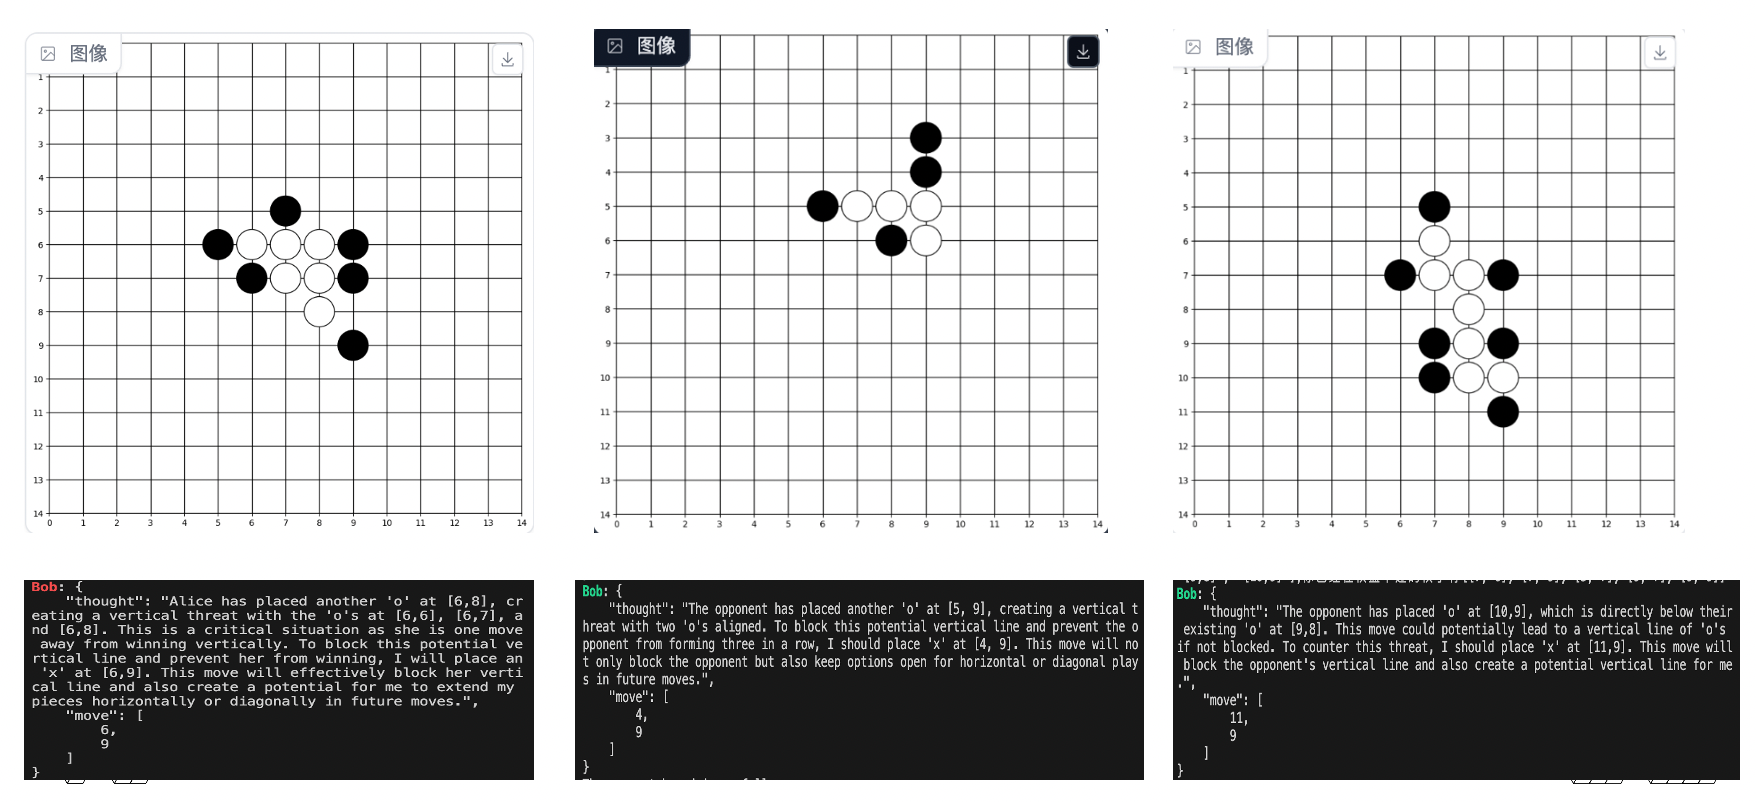 图像
1
2
3
4
5
6
7
8
9
10
11
12
13
14
0 1 2 3 4 5 6 7 8 9 10 11 12 13 14
图像
1
2
3
4
5
6
7
8
9
10
11
12
13
14
0 1 2 3 4 5 6 7 8 9 10 11 12 13 14
图像
1
2
3
4
5
6
7
8
9
10
11
12
13
14
0 1 2 3 4 5 6 7 8 9 10 11 12 13 14
Bob: {
"thought": "Alice has placed another 'o' at [6,8], cr
eating a vertical threat with the 'o's at [6,6], [6,7], a
nd [6,8]. This is a critical situation as she is one move
away from winning vertically. To block this potential ve
rtical line and prevent her from winning, I will place an
'x' at [6,9]. This move will effectively block her verti
cal line and also create a potential for me to extend my
pieces horizontally or diagonally in future moves.",
"move": [
6,
9
]
}
Bob: {
"thought": "The opponent has placed another 'o' at [5, 9], creating a vertical t
hreat with two 'o's aligned. To block this potential vertical line and prevent the o
pponent from forming three in a row, I should place 'x' at [4, 9]. This move will no
t only block the opponent but also keep options open for horizontal or diagonal play
s in future moves.",
"move": [
4,
9
]
}
Bob: {
"thought": "The opponent has placed 'o' at [10,9], which is directly below their
existing 'o' at [9,8]. This move could potentially lead to a vertical line of 'o's
if not blocked. To counter this threat, I should place 'x' at [11,9]. This move will
block the opponent's vertical line and also create a potential vertical line for me
.",
"move": [
11,
9
]
}